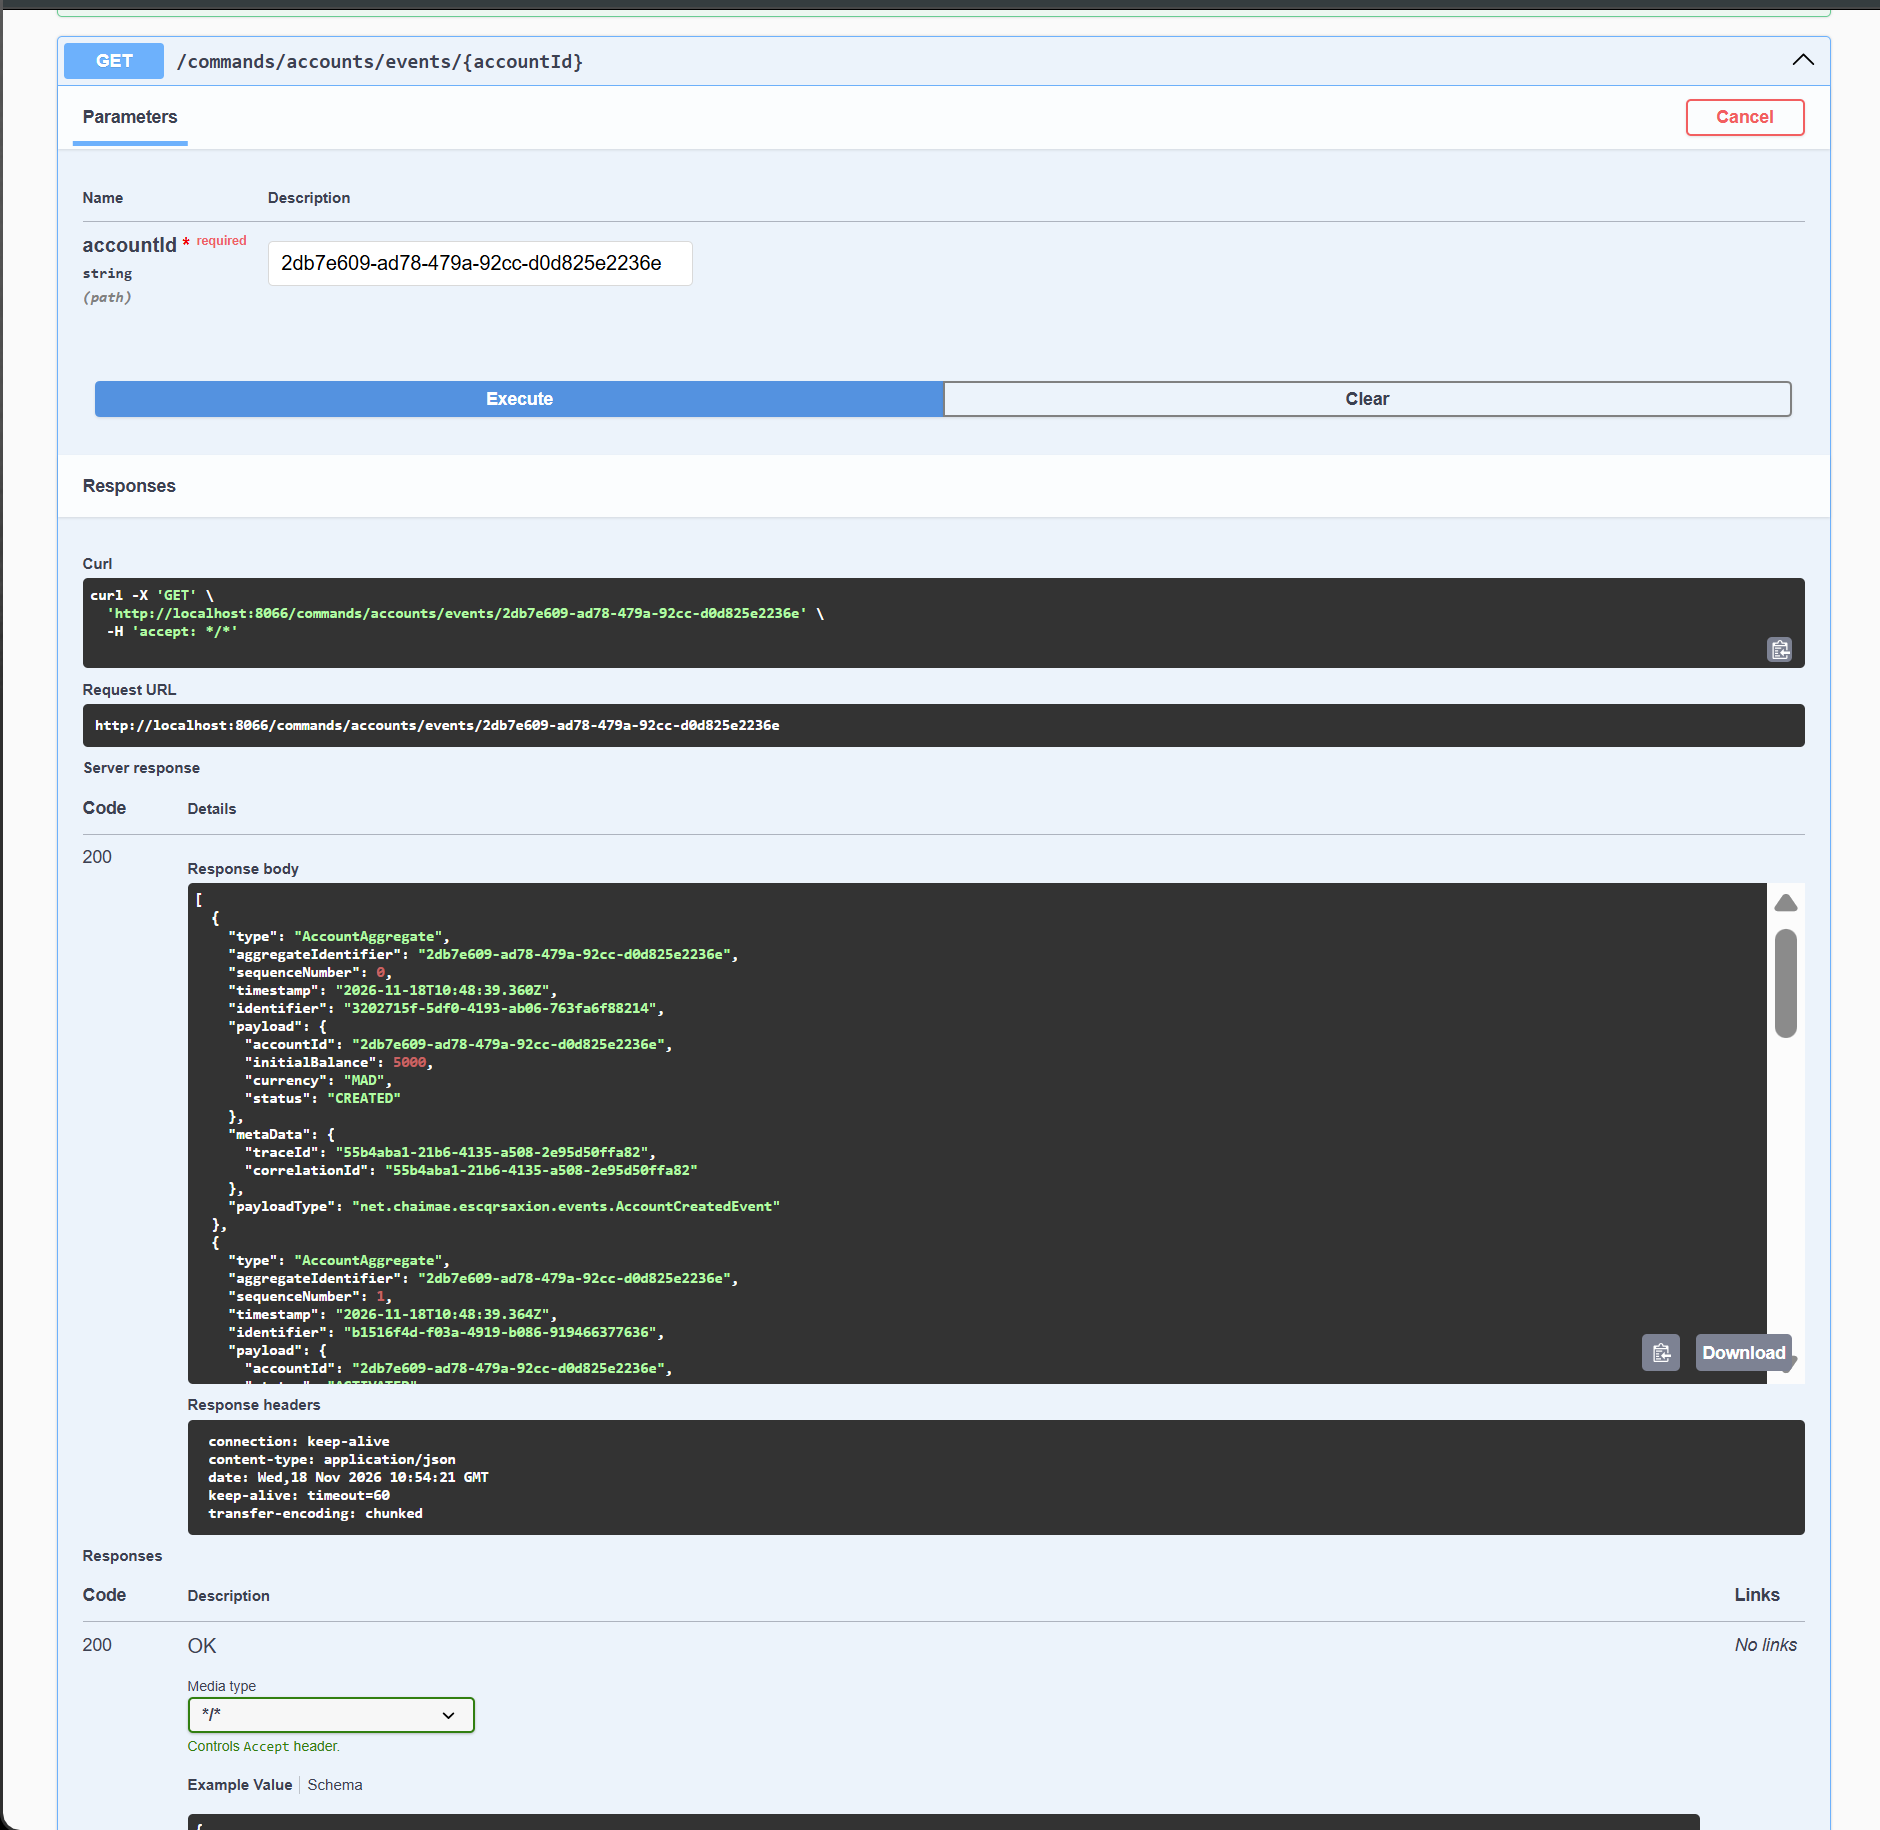 GET /commands/accounts/events/{accountId}
Parameters
Cancel
Name Description
accountId * required
string
(path)
2db7e609-ad78-479a-92cc-d0d825e2236e
Execute Clear
Responses
Curl
curl -X 'GET' \
  'http://localhost:8066/commands/accounts/events/2db7e609-ad78-479a-92cc-d0d825e2236e' \
  -H 'accept: */*'
Request URL
http://localhost:8066/commands/accounts/events/2db7e609-ad78-479a-92cc-d0d825e2236e
Server response
Code Details
200
Response body
[
  {
    "type": "AccountAggregate",
    "aggregateIdentifier": "2db7e609-ad78-479a-92cc-d0d825e2236e",
    "sequenceNumber": 0,
    "timestamp": "2026-11-18T10:48:39.360Z",
    "identifier": "3202715f-5df0-4193-ab06-763fa6f88214",
    "payload": {
      "accountId": "2db7e609-ad78-479a-92cc-d0d825e2236e",
      "initialBalance": 5000,
      "currency": "MAD",
      "status": "CREATED"
    },
    "metaData": {
      "traceId": "55b4aba1-21b6-4135-a508-2e95d50ffa82",
      "correlationId": "55b4aba1-21b6-4135-a508-2e95d50ffa82"
    },
    "payloadType": "net.chaimae.escqrsaxion.events.AccountCreatedEvent"
  },
  {
    "type": "AccountAggregate",
    "aggregateIdentifier": "2db7e609-ad78-479a-92cc-d0d825e2236e",
    "sequenceNumber": 1,
    "timestamp": "2026-11-18T10:48:39.364Z",
    "identifier": "b1516f4d-f03a-4919-b086-919466377636",
    "payload": {
      "accountId": "2db7e609-ad78-479a-92cc-d0d825e2236e",
Download
Response headers
connection: keep-alive
content-type: application/json
date: Wed,18 Nov 2026 10:54:21 GMT
keep-alive: timeout=60
transfer-encoding: chunked
Responses
Code Description Links
200 OK No links
Media type
*/*
Controls Accept header.
Example Value Schema